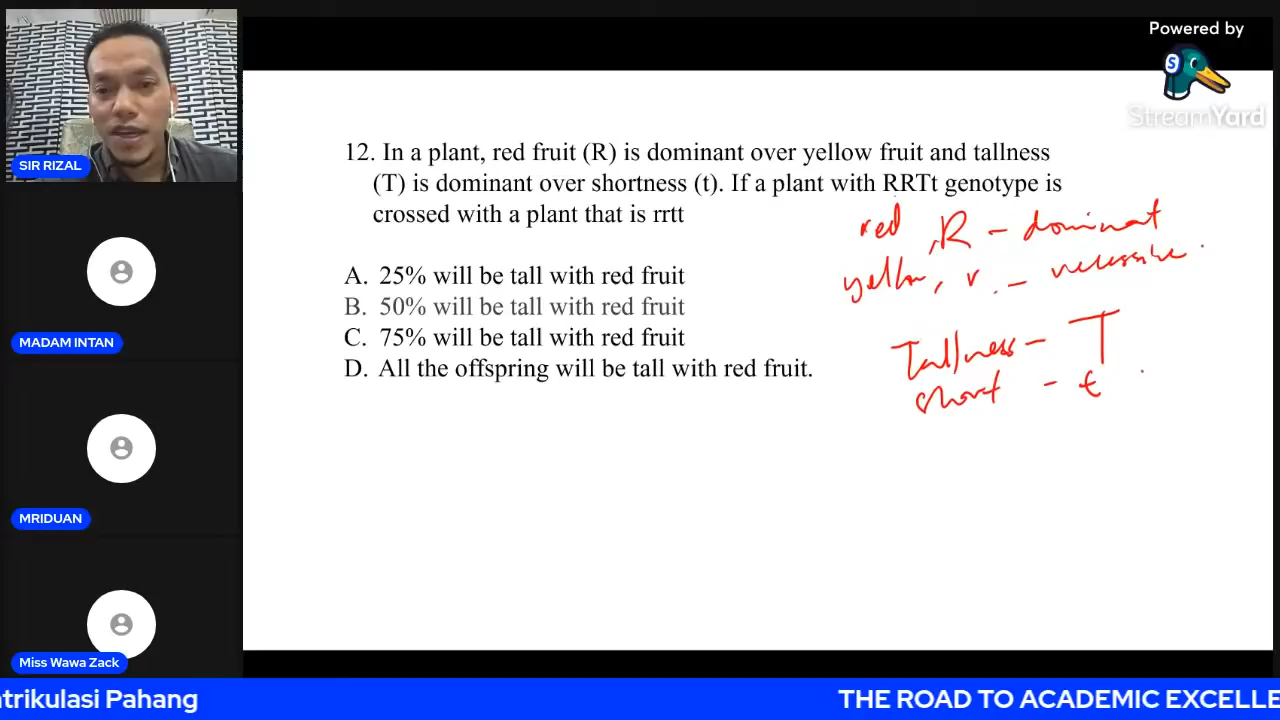 Powered by
S
StreamYard
SIR RIZAL
12. In a plant, red fruit (R) is dominant over yellow fruit and tallness
(T) is dominant over shortness (t). If a plant with RRTt genotype is
crossed with a plant that is rrtt
A. 25% will be tall with red fruit
B. 50% will be tall with red fruit
C. 75% will be tall with red fruit
D. All the offspring will be tall with red fruit.
red , R - dominant
yellow, r - recessive
Tallness - T
short - t
MADAM INTAN
MRIDUAN
Miss Wawa Zack
atrikulasi Pahang
THE ROAD TO ACADEMIC EXCELLE